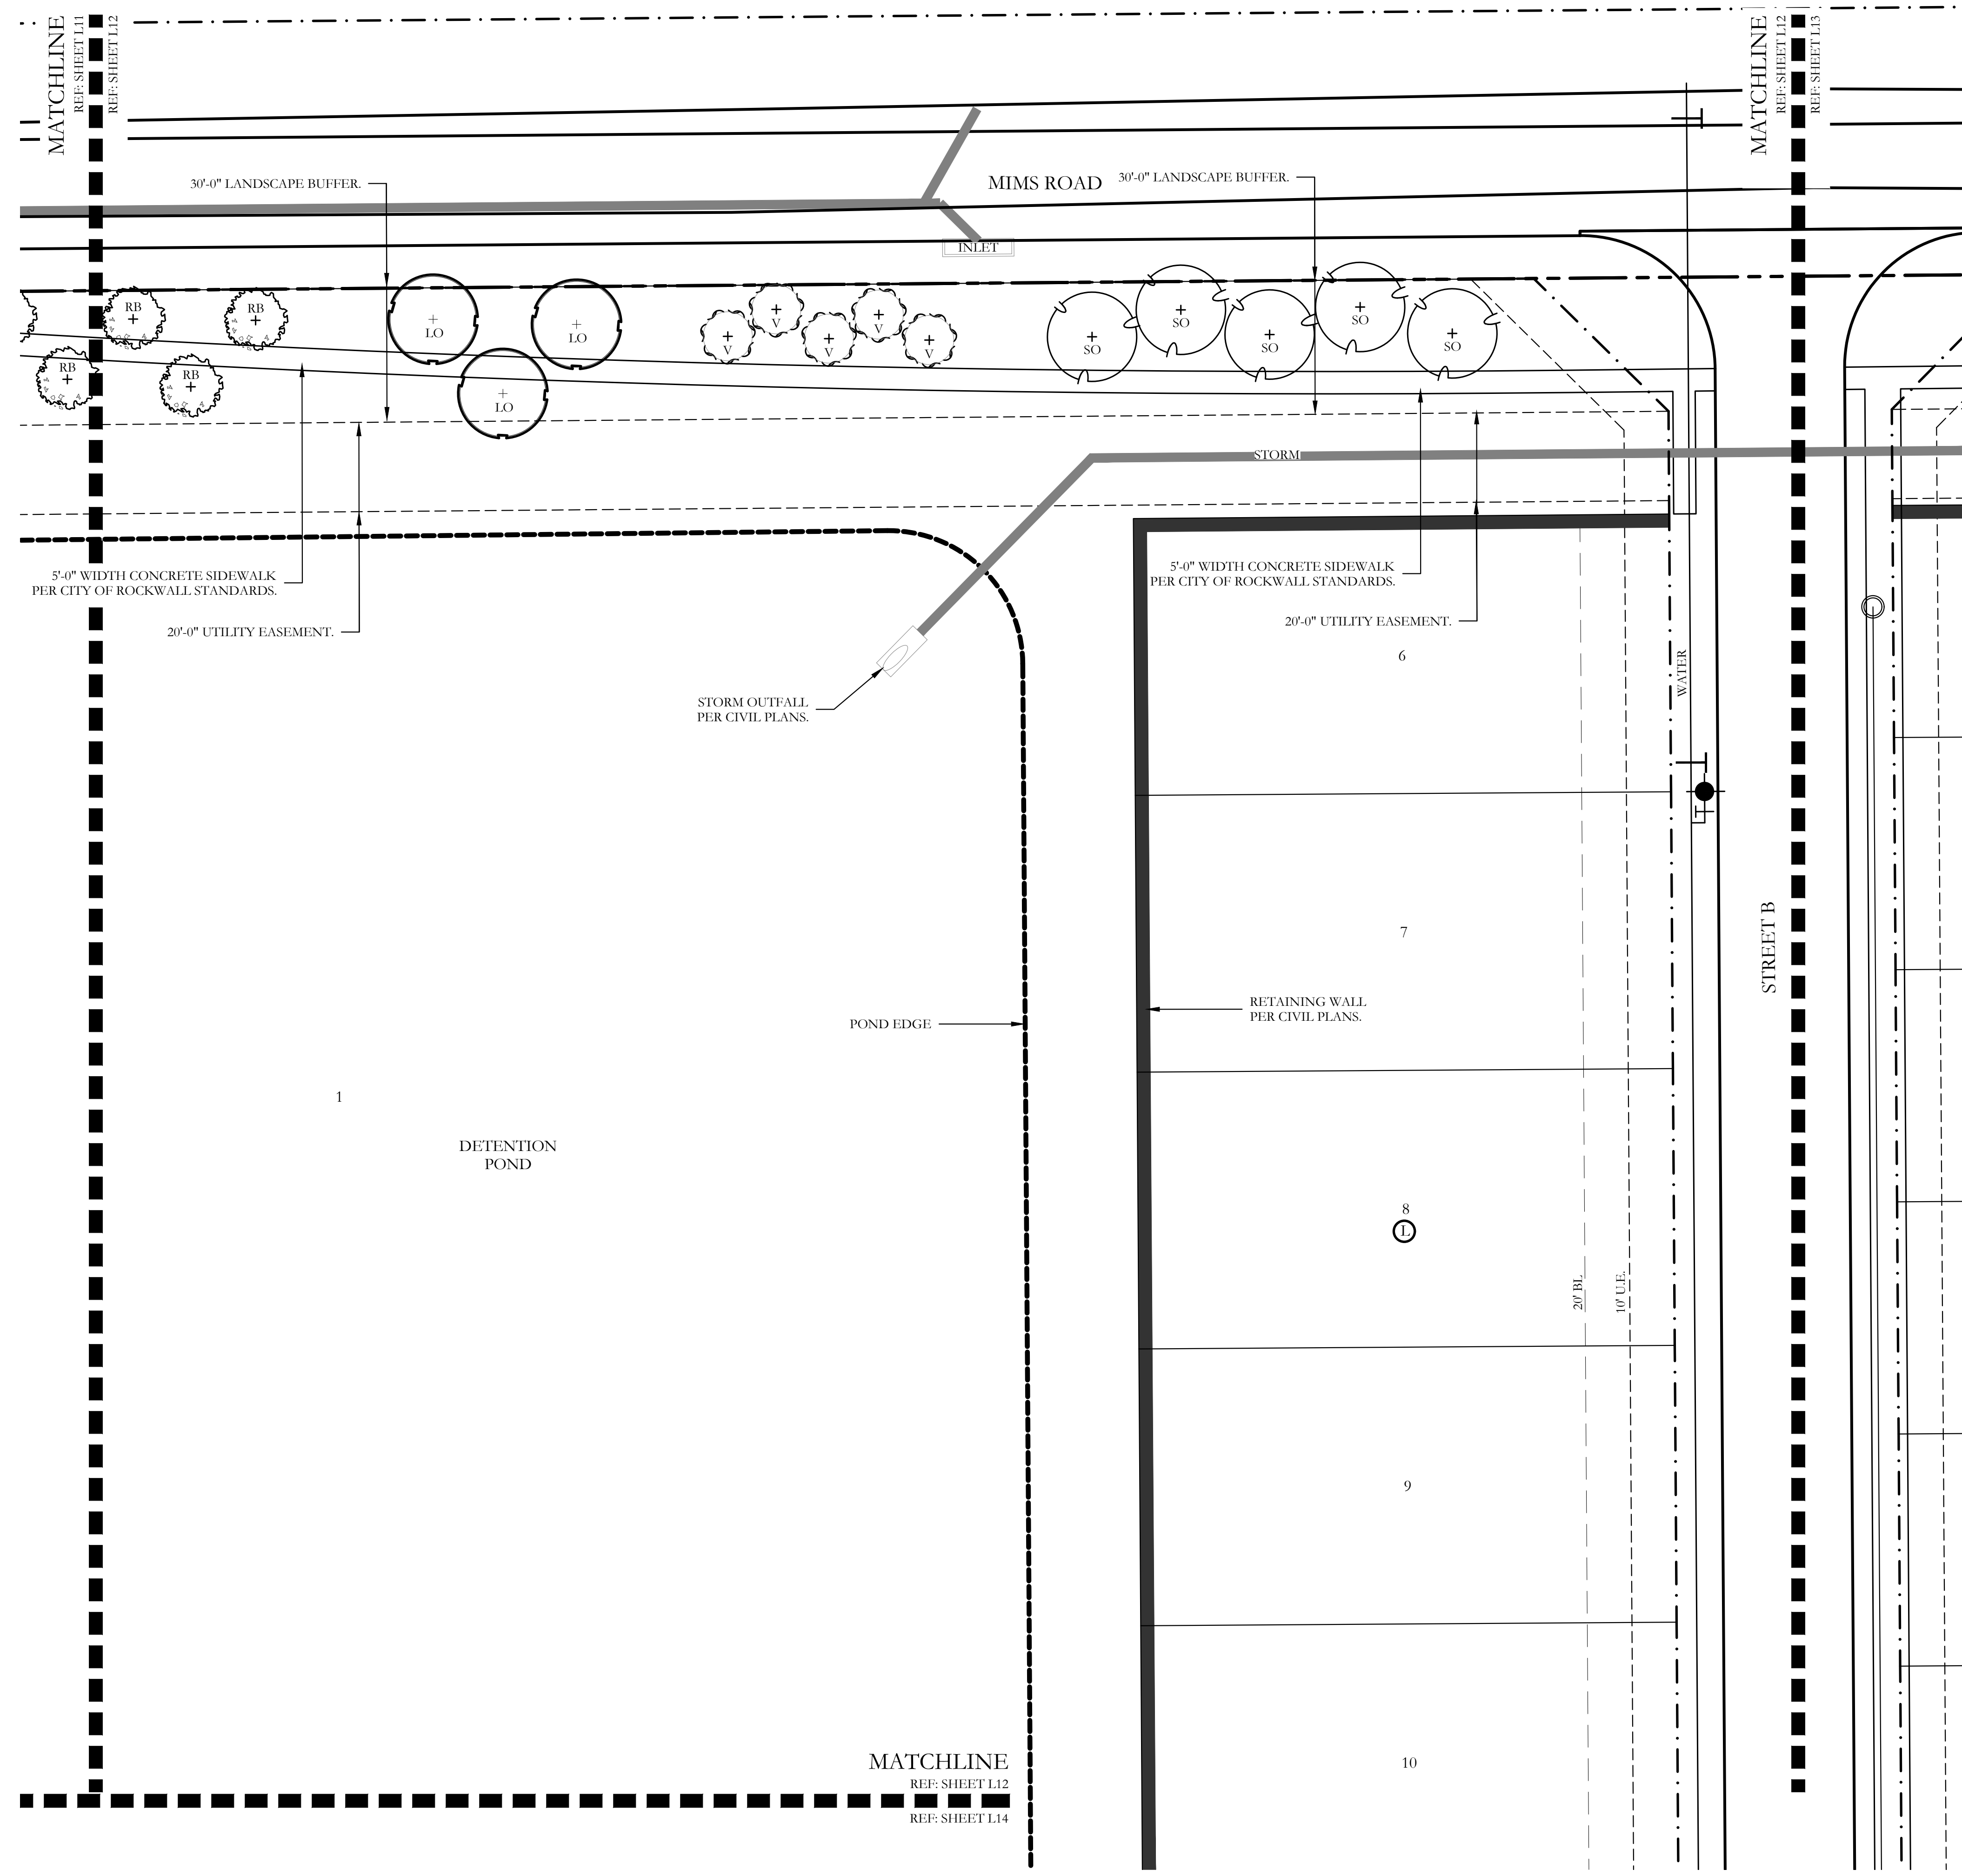 MATCHLINE
REF: SHEET L11
REF: SHEET L12
MATCHLINE
REF: SHEET L12
REF: SHEET L13
30'-0" LANDSCAPE BUFFER.
MIMS ROAD
30'-0" LANDSCAPE BUFFER.
INLET
RB
RB
RB
RB
LO
LO
LO
V
V
V
V
V
SO
SO
SO
SO
SO
STORM
5'-0" WIDTH CONCRETE SIDEWALK
PER CITY OF ROCKWALL STANDARDS.
20'-0" UTILITY EASEMENT.
5'-0" WIDTH CONCRETE SIDEWALK
PER CITY OF ROCKWALL STANDARDS.
20'-0" UTILITY EASEMENT.
6
WATER
STORM OUTFALL
PER CIVIL PLANS.
7
STREET B
RETAINING WALL
PER CIVIL PLANS.
POND EDGE
1
DETENTION
POND
8
L
20' BL
10' U.E.
9
10
MATCHLINE
REF: SHEET L12
REF: SHEET L14